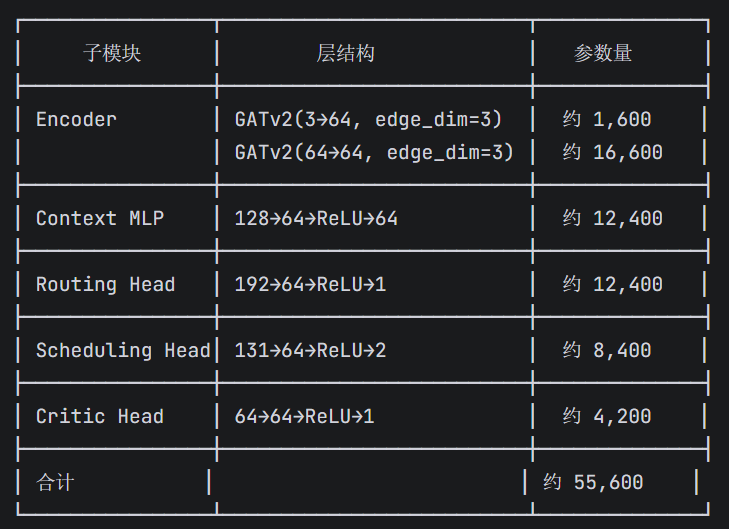 子模块 层结构 参数量
Encoder GATv2(3→64, edge_dim=3) 约 1,600
GATv2(64→64, edge_dim=3) 约 16,600
Context MLP 128→64→ReLU→64 约 12,400
Routing Head 192→64→ReLU→1 约 12,400
Scheduling Head 131→64→ReLU→2 约 8,400
Critic Head 64→64→ReLU→1 约 4,200
合计 约 55,600